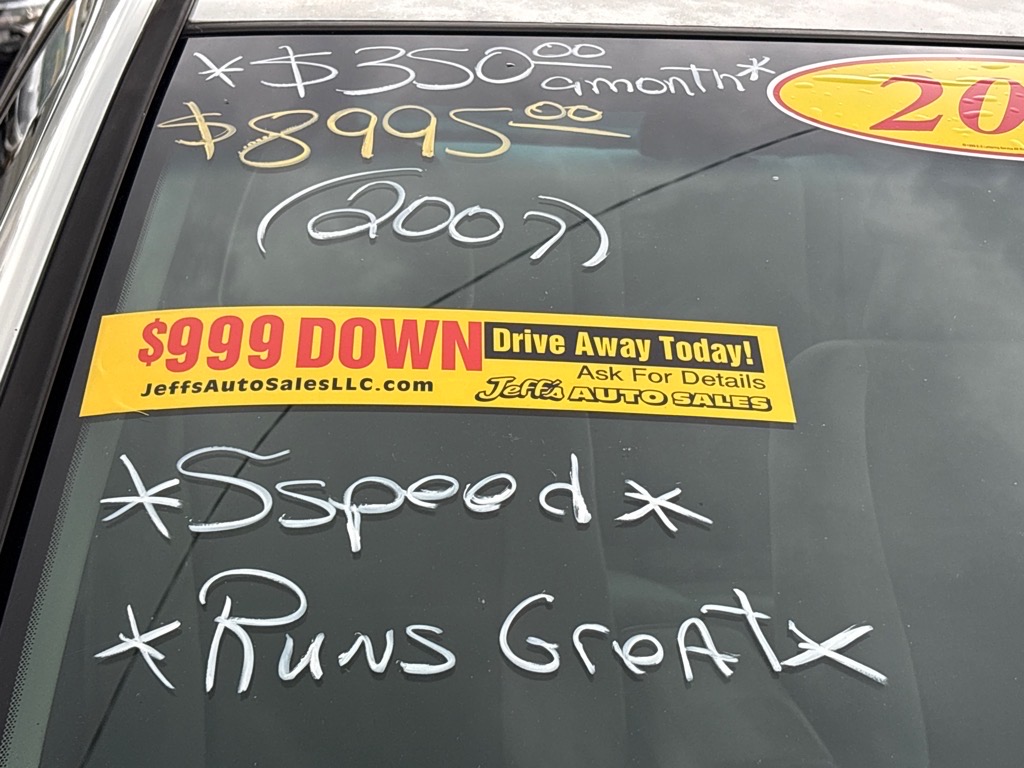 *$350.00 a month*
$8995.00
20
(2007)
$999 DOWN Drive Away Today!
JeffsAutoSalesLLC.com Ask For Details
Jeff's AUTO SALES
*5speed*
*Runs Great*